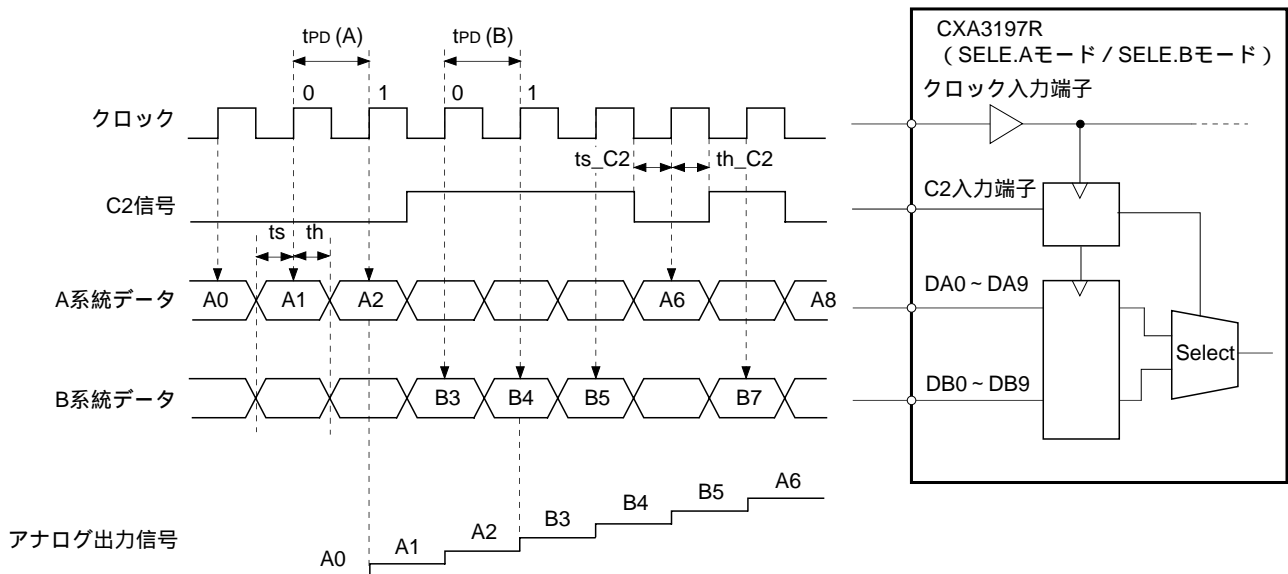 tPD (A)
tPD (B)
0
1
0
1
クロック
ts_C2
th_C2
C2信号
ts
th
A系統データ
A0
A1
A2
A6
A8
B系統データ
B3
B4
B5
B7
アナログ出力信号
A0
A1
A2
B3
B4
B5
A6
CXA3197R
(SELE.Aモード / SELE.Bモード)
クロック入力端子
C2入力端子
DA0 ~ DA9
Select
DB0 ~ DB9